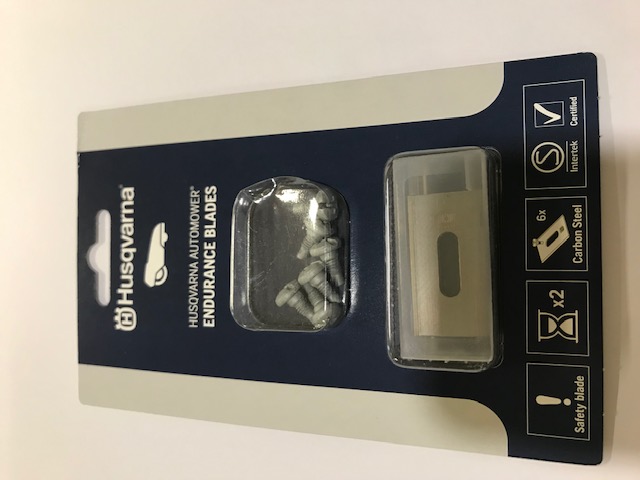 Husqvarna®
HUSQVARNA AUTOMOWER®
ENDURANCE BLADES
Safety blade
x2
6x
Carbon Steel
S
Intertek
Certified